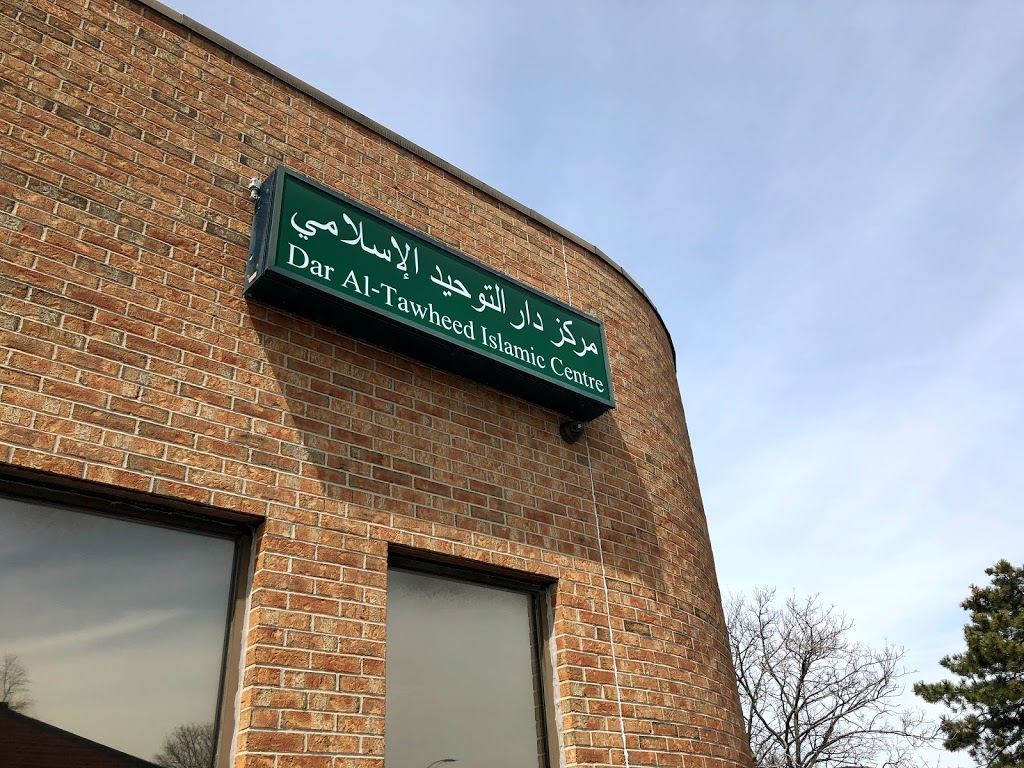 مركز دار التوحيد الإسلامي
Dar Al-Tawheed Islamic Centre